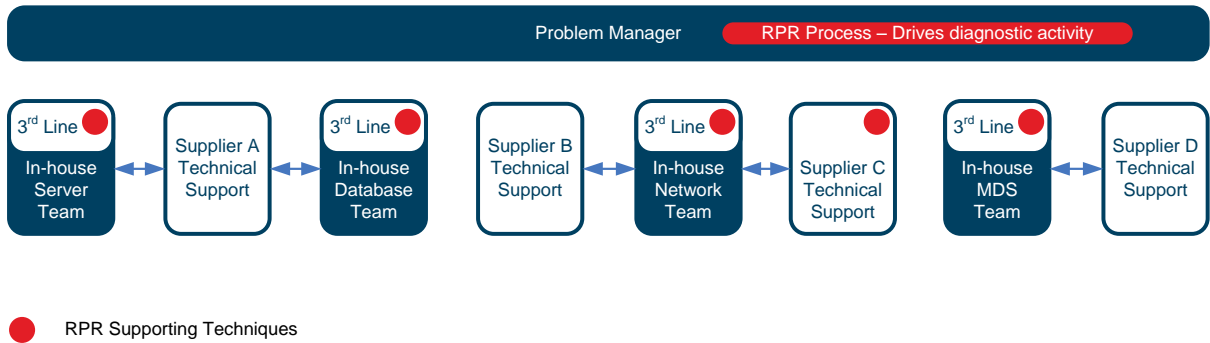 Problem Manager
RPR Process – Drives diagnostic activity
3rd Line
In-house
Server
Team
Supplier A
Technical
Support
3rd Line
In-house
Database
Team
Supplier B
Technical
Support
3rd Line
In-house
Network
Team
Supplier C
Technical
Support
3rd Line
In-house
MDS
Team
Supplier D
Technical
Support
RPR Supporting Techniques